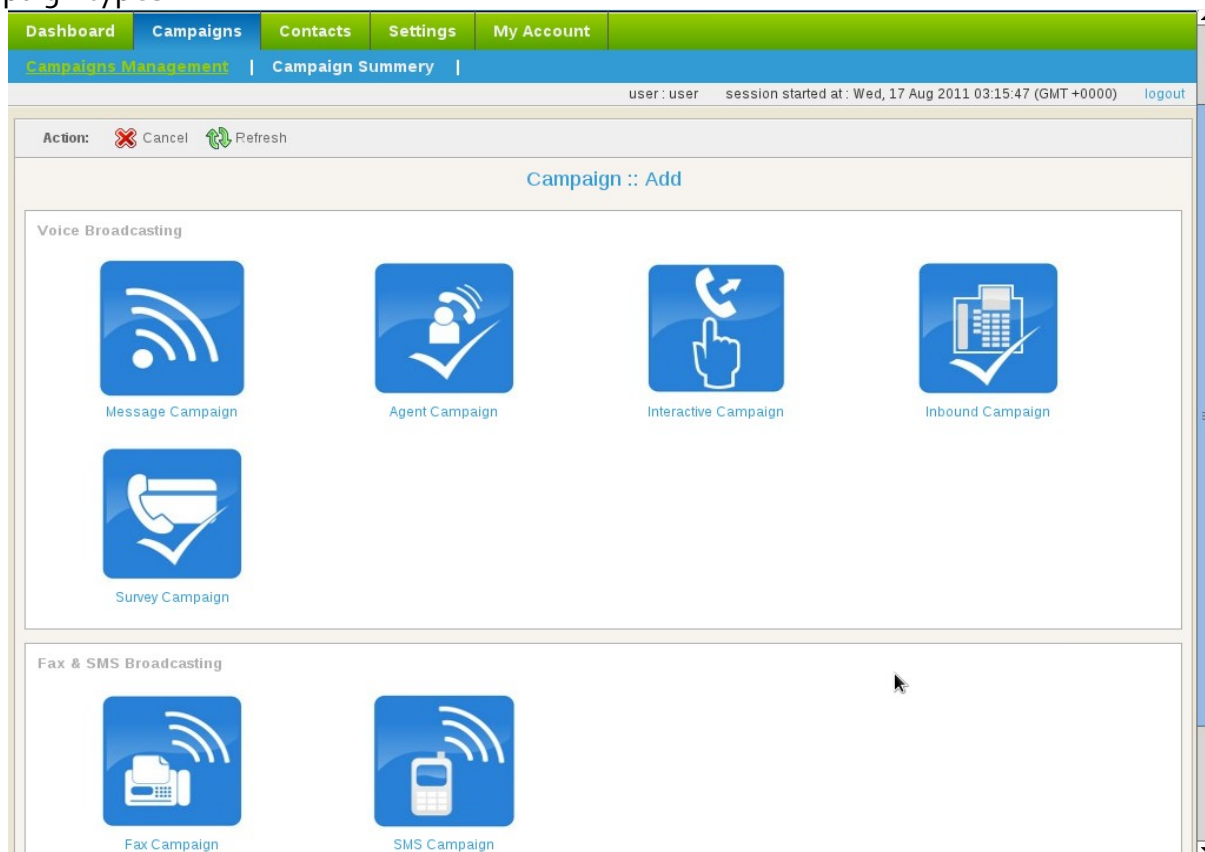 Dashboard Campaigns Contacts Settings My Account
Campaigns Management | Campaign Summery |
user : user session started at : Wed, 17 Aug 2011 03:15:47 (GMT +0000) logout
Action: Cancel Refresh
Campaign :: Add
Voice Broadcasting
Message Campaign Agent Campaign Interactive Campaign Inbound Campaign
Survey Campaign
Fax & SMS Broadcasting
Fax Campaign SMS Campaign